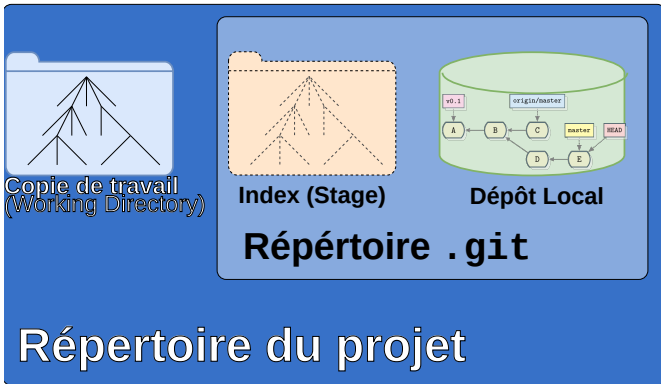 v0.1
origin/master
A
B
C
master
HEAD
D
E
Copie de travail
(Working Directory)
Index (Stage)
Dépôt Local
Répértoire .git
Répertoire du projet